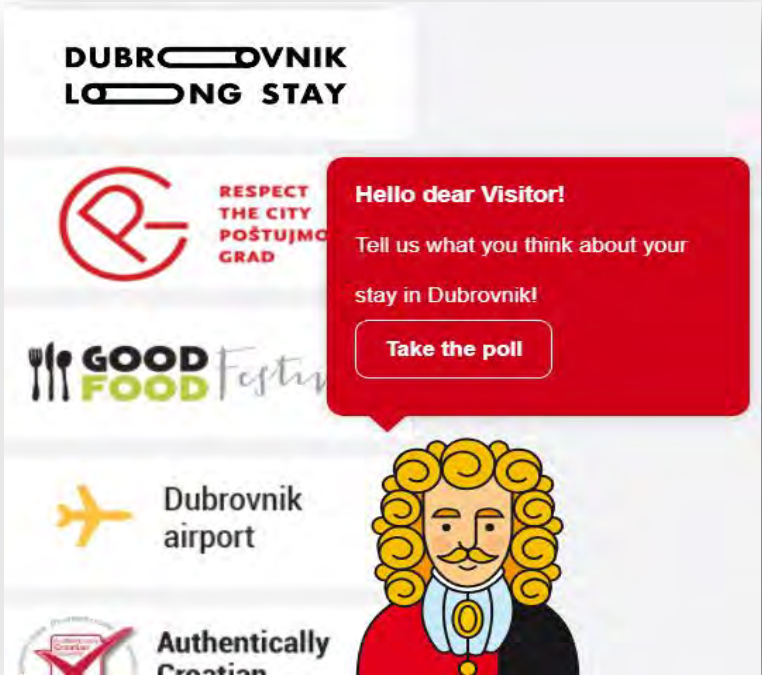 DUBROVNIK
LONG STAY
RESPECT
THE CITY
POŠTUJMO
GRAD
Hello dear Visitor!
Tell us what you think about your
stay in Dubrovnik!
Take the poll
GOOD
FOOD
Dubrovnik
airport
Authentically
Croatian